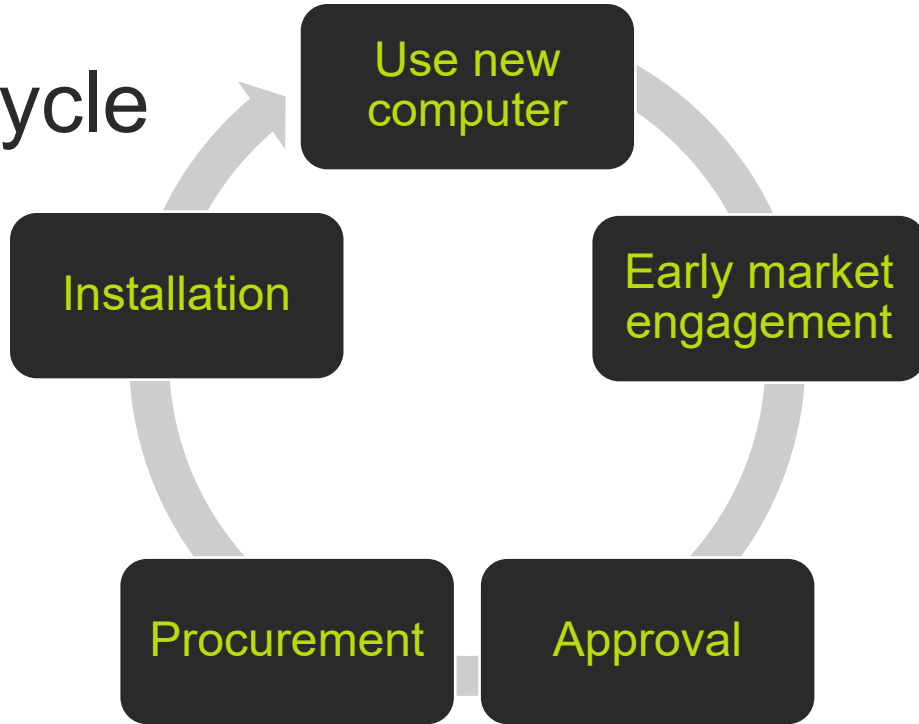 ycle
Use new
computer
Early market
engagement
Approval
Procurement
Installation